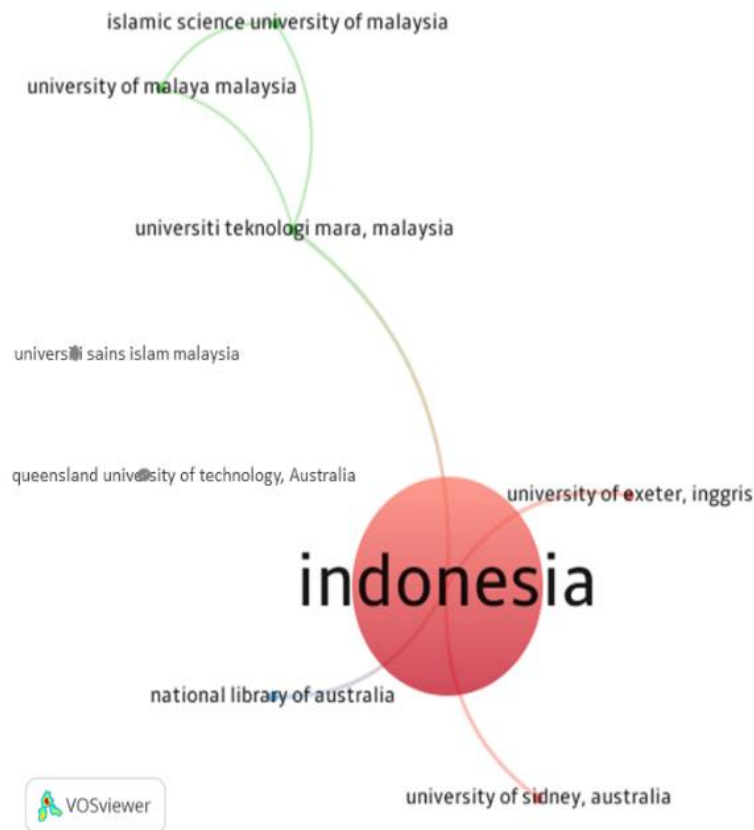 islamic science university of malaysia
university of malaya malaysia
universiti teknologi mara, malaysia
universiti sains islam malaysia
queensland university of technology, Australia
university of exeter, inggris
indonesia
national library of australia
university of sidney, australia
VOSviewer